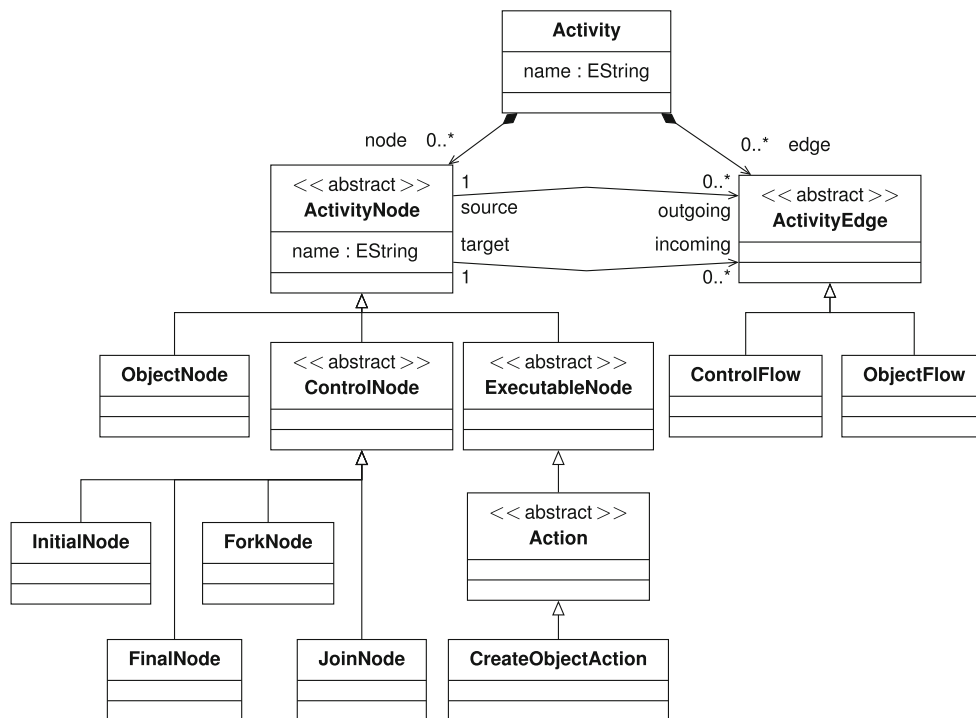 Activity
name : EString
node 0..*
0..* edge
<<abstract>>
ActivityNode
name : EString
1
source
target
1
0..*
outgoing
incoming
0..*
<<abstract>>
ActivityEdge
ObjectNode
<<abstract>>
ControlNode
<<abstract>>
ExecutableNode
ControlFlow
ObjectFlow
InitialNode
ForkNode
<<abstract>>
Action
FinalNode
JoinNode
CreateObjectAction